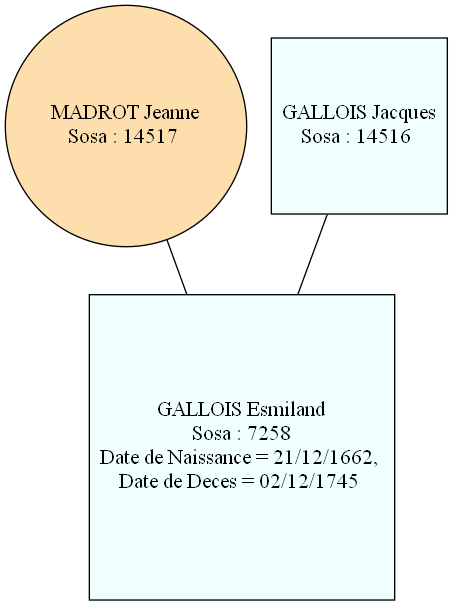 MADROT Jeanne
Sosa : 14517
GALLOIS Jacques
Sosa : 14516
GALLOIS Esmiland
Sosa : 7258
Date de Naissance = 21/12/1662,
Date de Deces = 02/12/1745